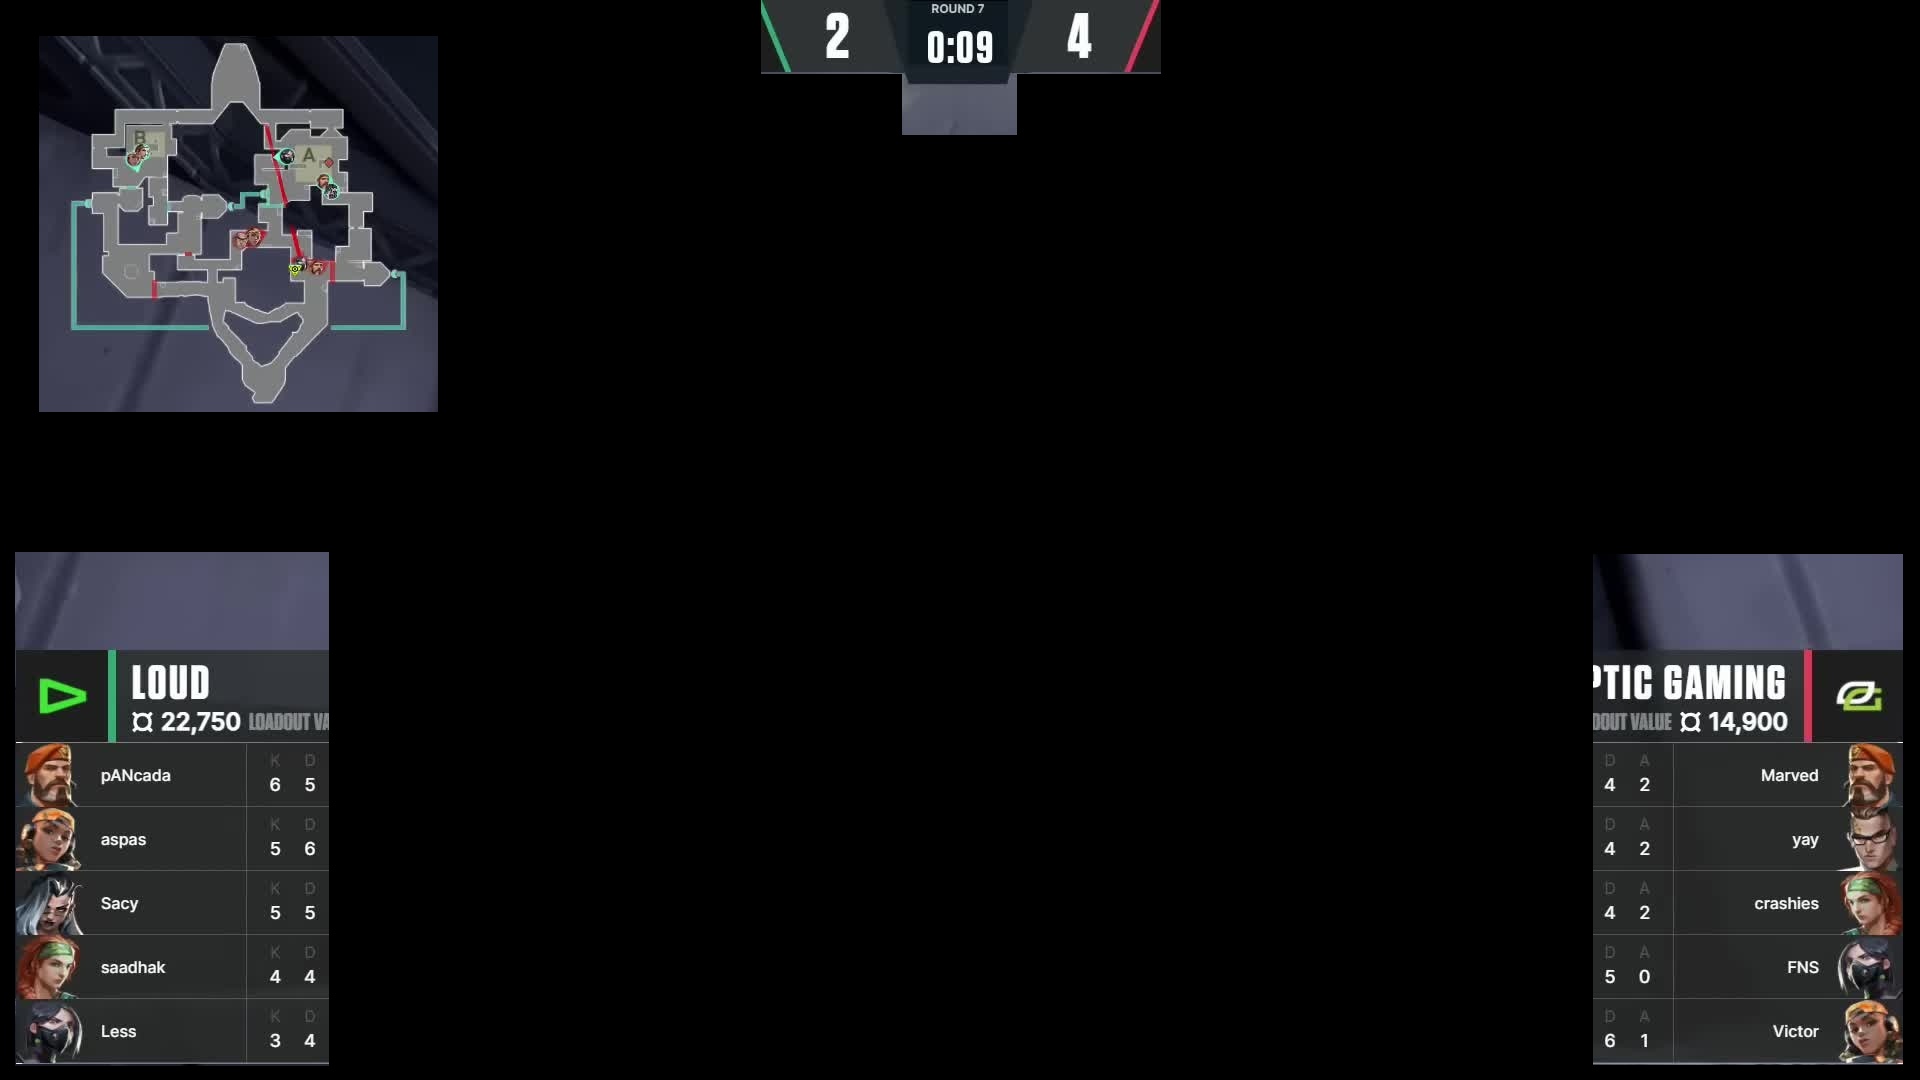 ROUND 7
2
0:09
4
B
A
LOUD
22,750 LOADOUT VA
K D
pANcada
6 5
K D
aspas
5 6
K D
Sacy
5 5
K D
saadhak
4 4
K D
Less
3 4
PTIC GAMING
DOUT VALUE 14,900
D A
4 2
Marved
D A
4 2
yay
D A
4 2
crashies
D A
5 0
FNS
D A
6 1
Victor